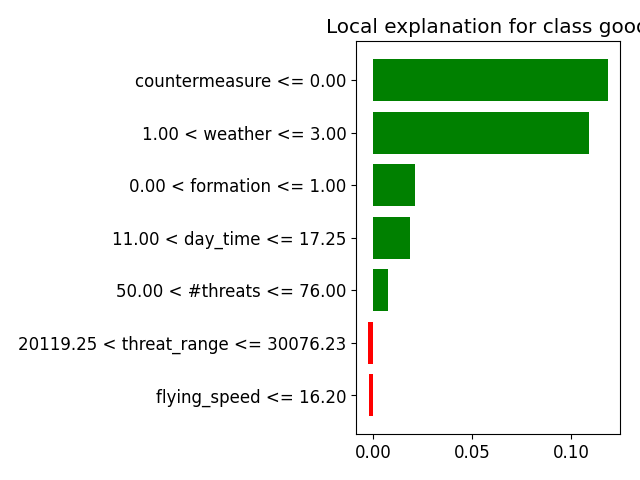 Local explanation for class good
countermeasure <= 0.00
1.00 < weather <= 3.00
0.00 < formation <= 1.00
11.00 < day_time <= 17.25
50.00 < #threats <= 76.00
20119.25 < threat_range <= 30076.23
flying_speed <= 16.20
0.00 0.05 0.10